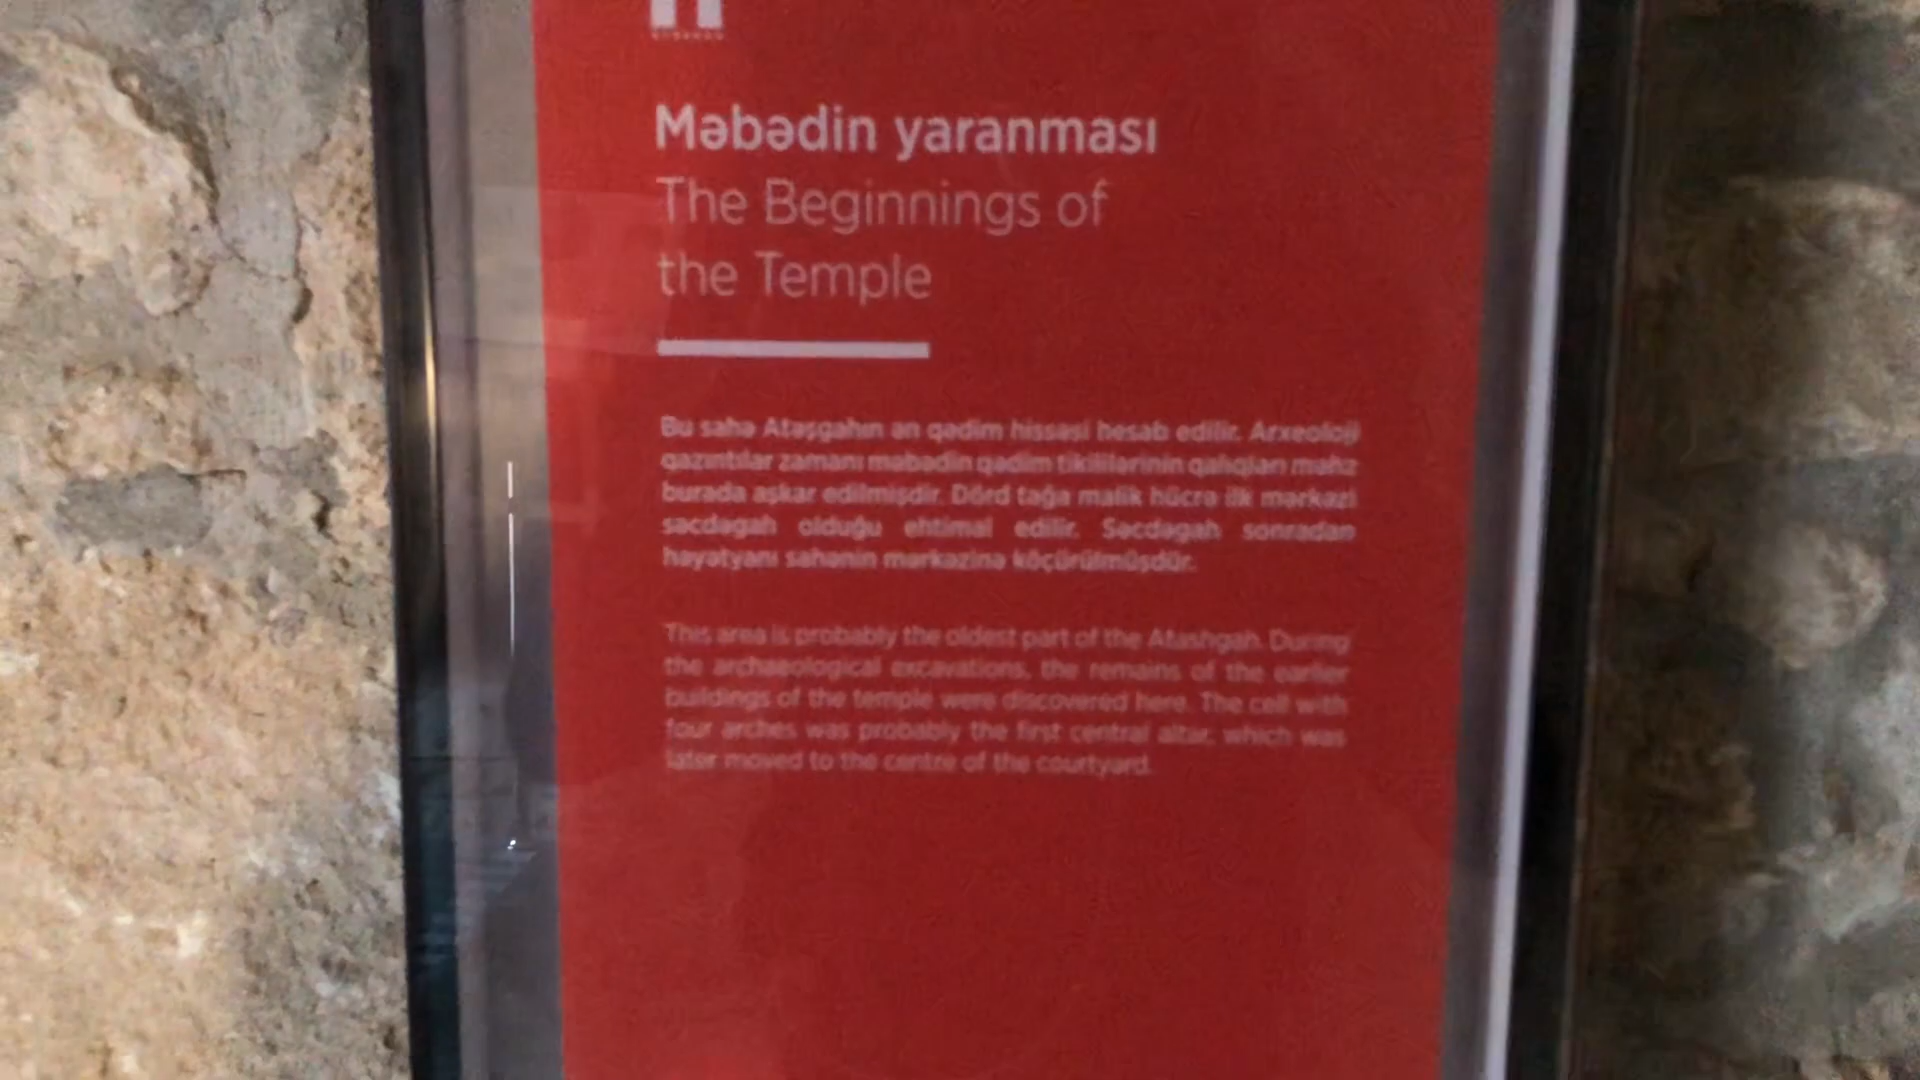 Məbədin yaranması
The Beginnings of
the Temple
Bu sahə Atəşgahın ən qədim hissəsi hesab edilir. Arxeoloji
qazıntılar zamanı məbədin qədim tikililərinin qalıqları məhz
burada aşkar edilmişdir. Dörd tağa malik hücrə ilk mərkəzi
səcdəgah olduğu ehtimal edilir. Səcdəgah sonradan
həyətyanı sahənin mərkəzinə köçürülmüşdür.
This area is probably the oldest part of the Atashgah. During
the archaeological excavations, the remains of the earlier
buildings of the temple were discovered here. The cell with
four arches was probably the first central altar, which was
later moved to the centre of the courtyard.